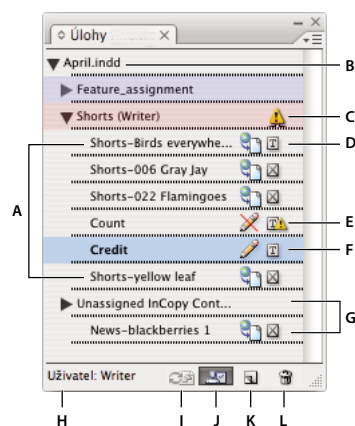 Úlohy
April.indd
B
Feature_assignment
Shorts (Writer)
C
Shorts-Birds everywhe...
D
Shorts-006 Gray Jay
A
Shorts-022 Flamingoes
Count
E
Credit
F
Shorts-yellow leaf
Unassigned InCopy Cont...
G
News-blackberries 1
Uživatel: Writer
H I J K L